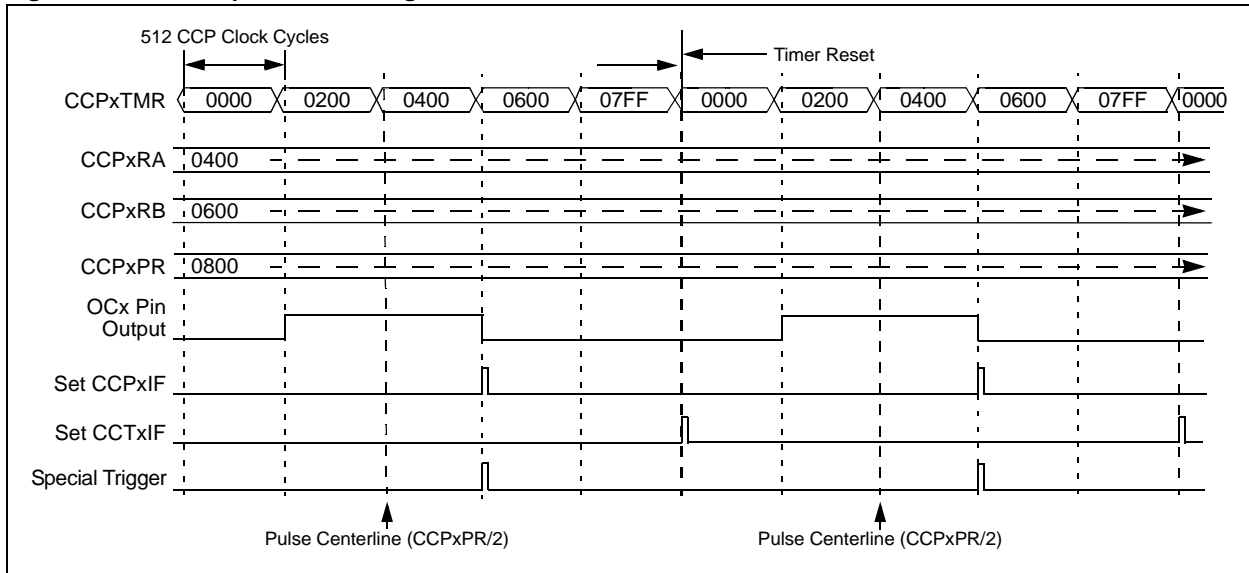 512 CCP Clock Cycles
Timer Reset
CCPxTMR 0000 0200 0400 0600 07FF 0000 0200 0400 0600 07FF 0000
CCPxRA 0400
CCPxRB 0600
CCPxPR 0800
OCx Pin
Output
Set CCPxIF
Set CCTxIF
Special Trigger
Pulse Centerline (CCPxPR/2) Pulse Centerline (CCPxPR/2)